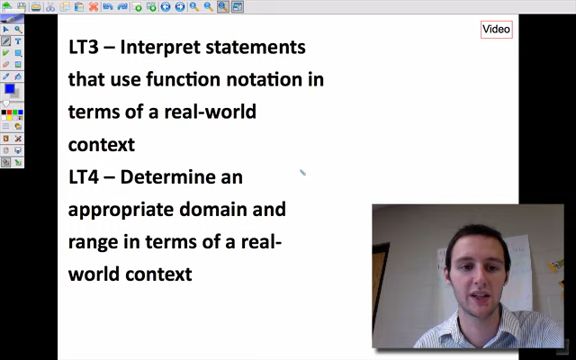 Video
LT3 – Interpret statements
that use function notation in
terms of a real-world
context
LT4 – Determine an
appropriate domain and
range in terms of a real-
world context